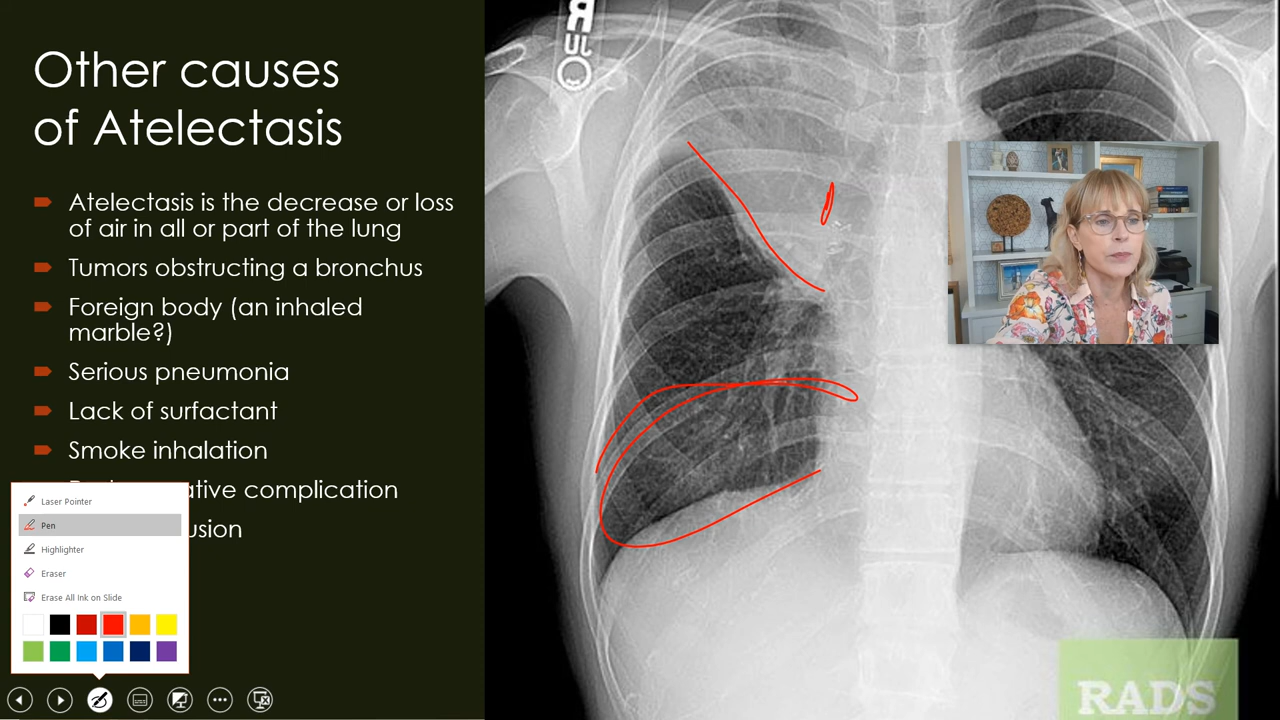 Other causes
of Atelectasis
Atelectasis is the decrease or loss
of air in all or part of the lung
Tumors obstructing a bronchus
Foreign body (an inhaled
marble?)
Serious pneumonia
Lack of surfactant
Smoke inhalation
complication
Laser Pointer
Pen
Highlighter
Eraser
Erase All Ink on Slide
R
RADS